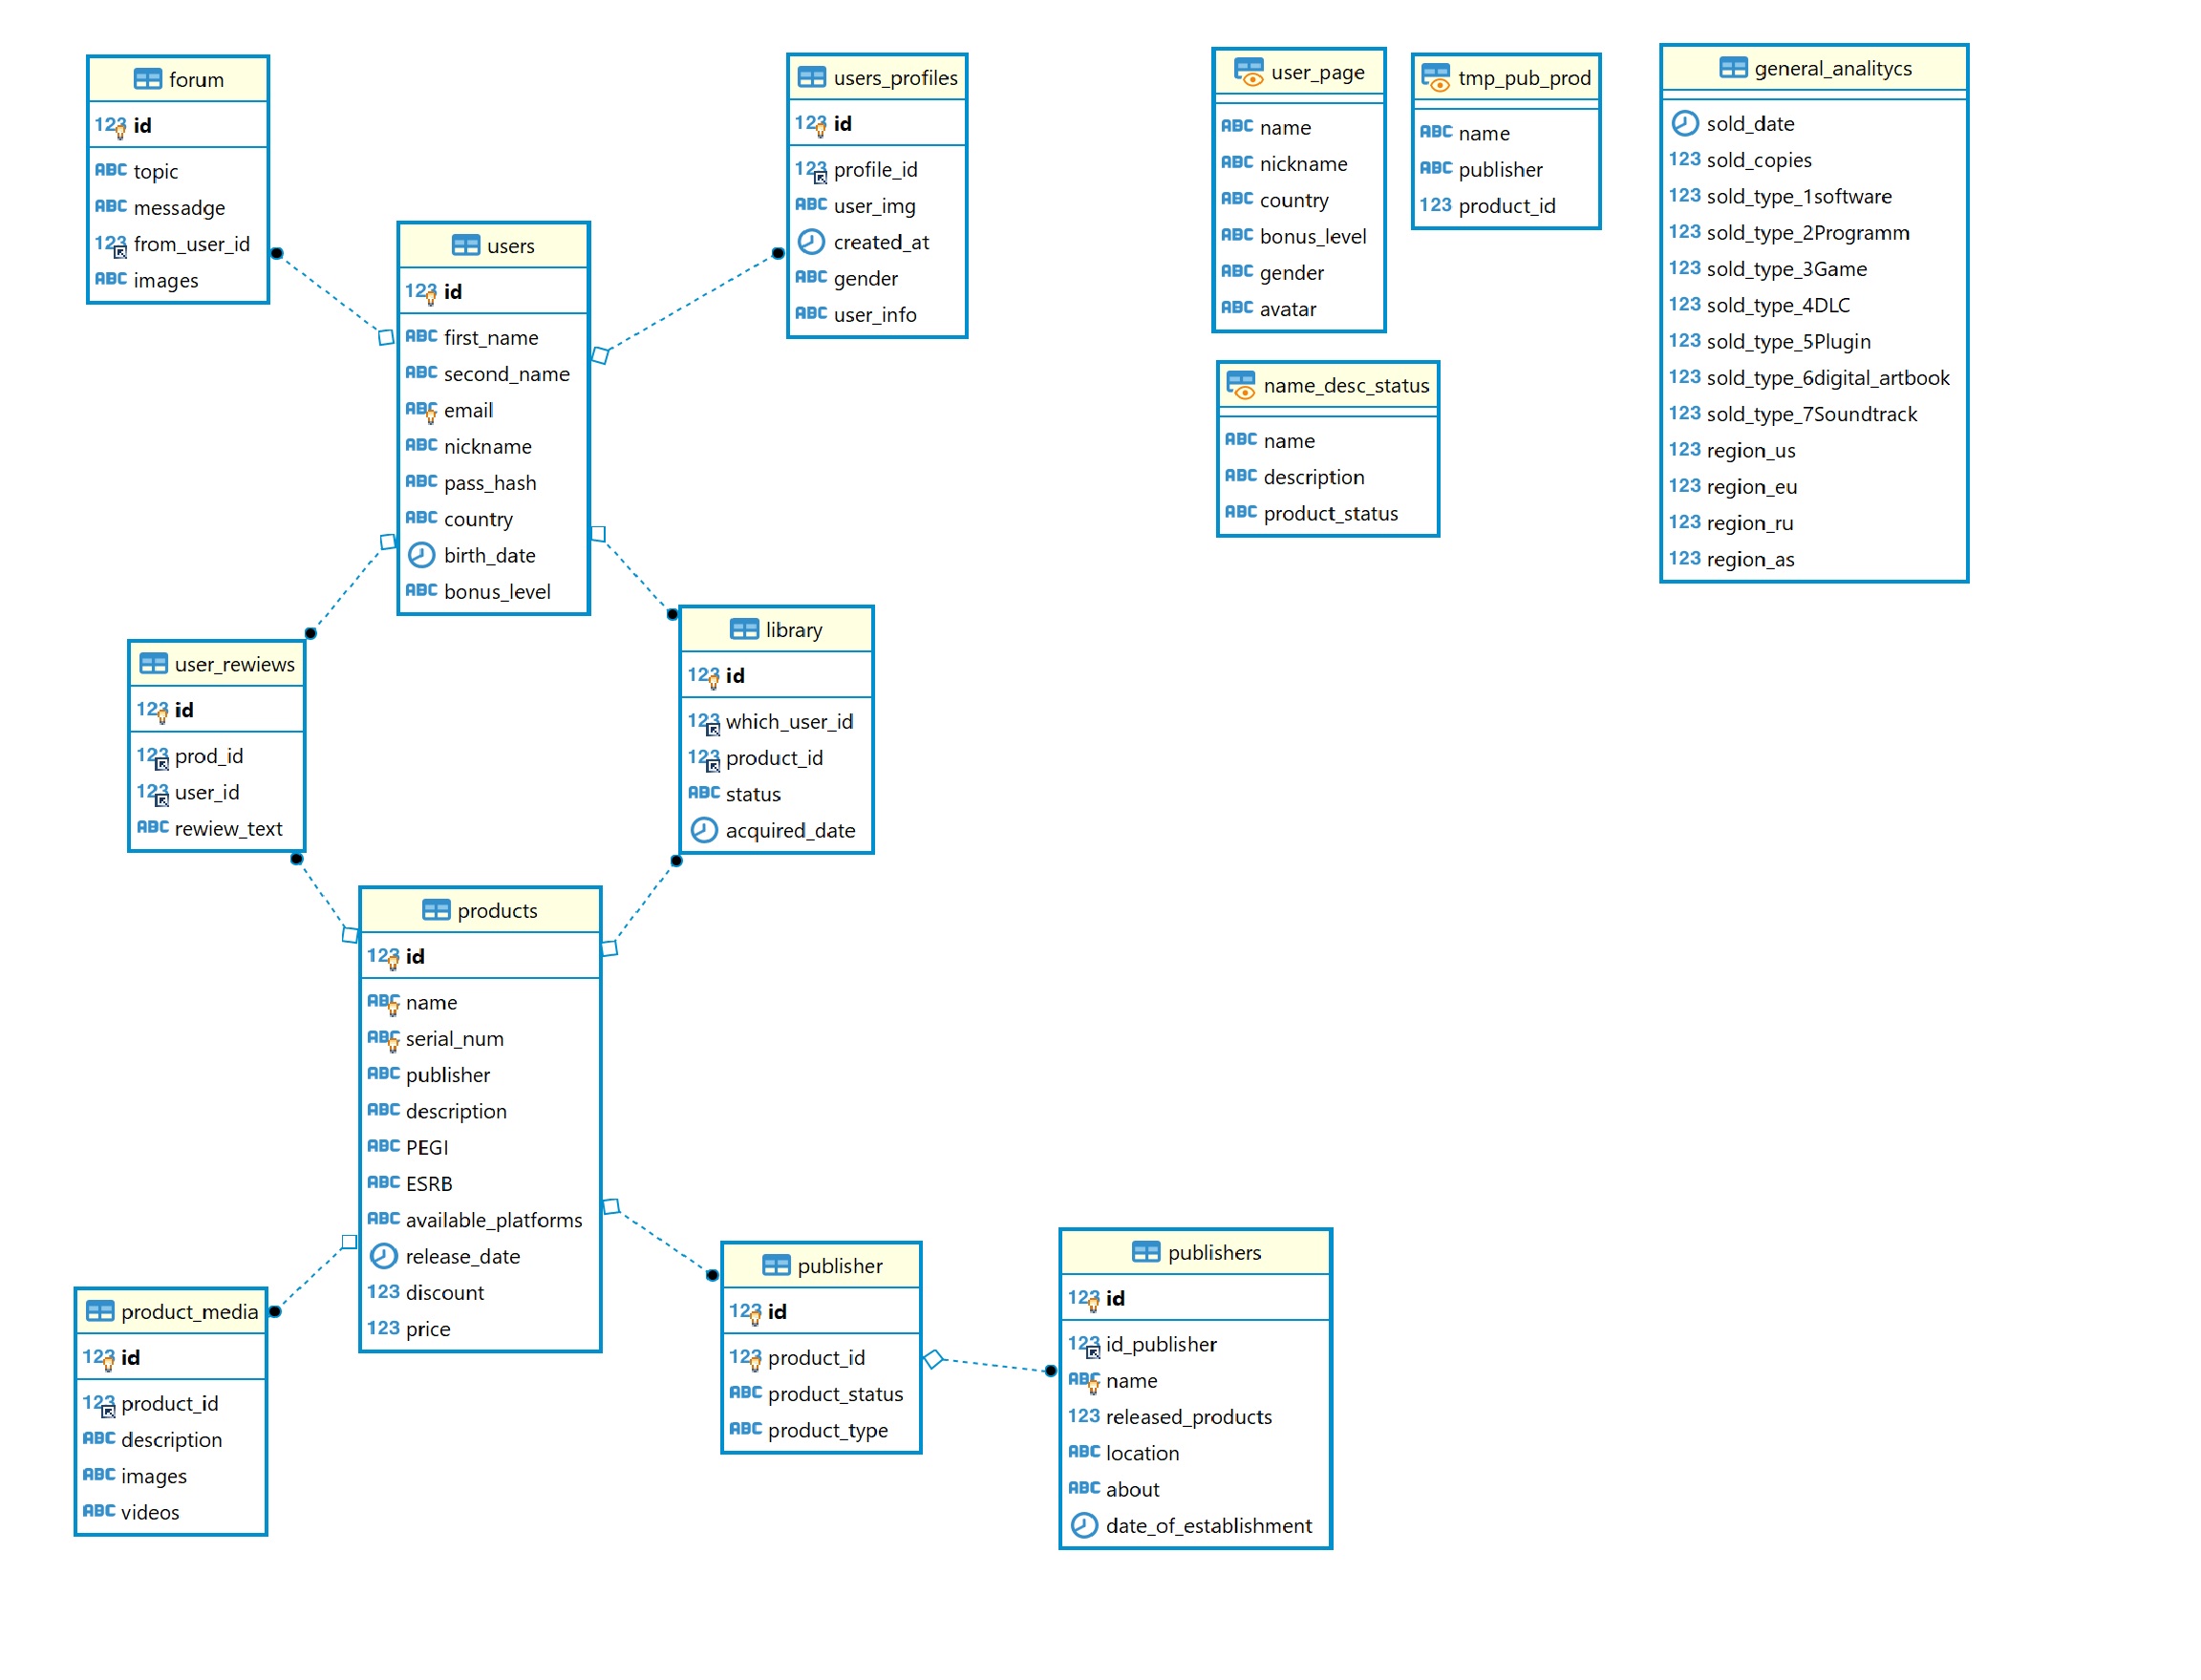 forum
123 id
ABC topic
ABC messadge
123 from_user_id
ABC images
users_profiles
123 id
123 profile_id
ABC user_img
created_at
ABC gender
ABC user_info
user_page
ABC name
ABC nickname
ABC country
ABC bonus_level
ABC gender
ABC avatar
tmp_pub_prod
ABC name
ABC publisher
123 product_id
general_analitycs
sold_date
123 sold_copies
123 sold_type_1software
123 sold_type_2Programm
123 sold_type_3Game
123 sold_type_4DLC
123 sold_type_5Plugin
123 sold_type_6digital_artbook
123 sold_type_7Soundtrack
123 region_us
123 region_eu
123 region_ru
123 region_as
users
123 id
ABC first_name
ABC second_name
ABC email
ABC nickname
ABC pass_hash
ABC country
birth_date
ABC bonus_level
name_desc_status
ABC name
ABC description
ABC product_status
user_rewiews
123 id
123 prod_id
123 user_id
ABC rewiew_text
library
123 id
123 which_user_id
123 product_id
ABC status
acquired_date
products
123 id
ABC name
ABC serial_num
ABC publisher
ABC description
ABC PEGI
ABC ESRB
ABC available_platforms
release_date
123 discount
123 price
product_media
123 id
123 product_id
ABC description
ABC images
ABC videos
publisher
123 id
123 product_id
ABC product_status
ABC product_type
publishers
123 id
123 id_publisher
ABC name
123 released_products
ABC location
ABC about
date_of_establishment